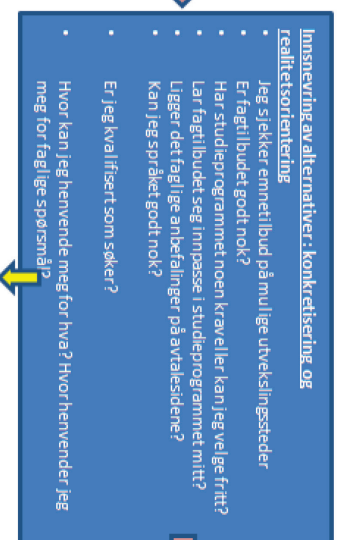 Innsnevring av alternativer: konkretisering og
realitetsorientering
• Jeg sjekker emnetilbud på mulige utvekslingssteder
• Er fagtilbudet godt nok?
• Har studieprogrammet noen krav eller kan jeg velge fritt?
• Lar fagtilbudet seg innpasse i studieprogrammet mitt?
• Ligger det faglige anbefalinger på avtalesidene?
• Kan jeg språket godt nok?
• Er jeg kvalifisert som søker?
• Hvor kan jeg henvende meg for hva? Hvor henvender jeg
meg for faglige spørsmål?